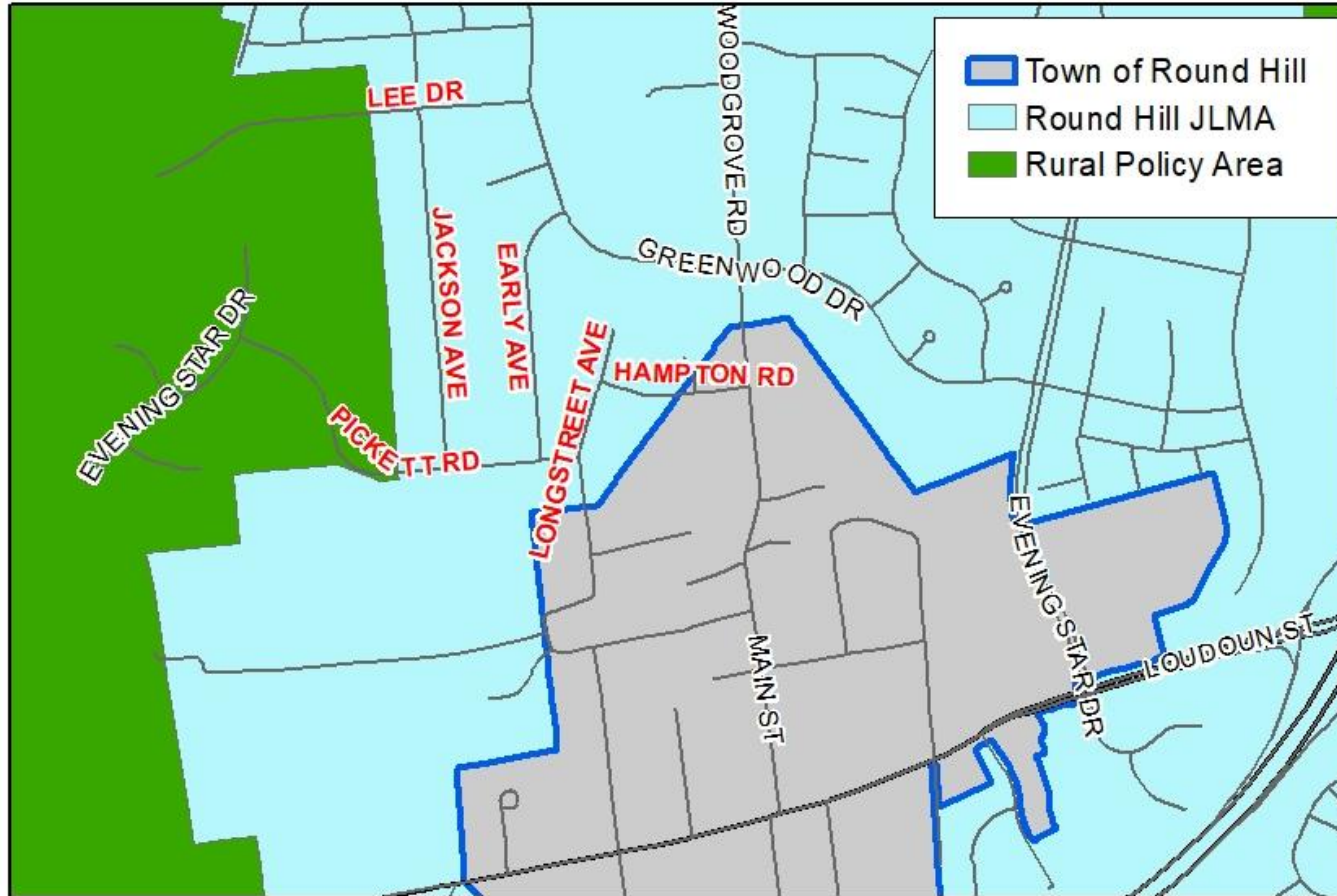 WOODGROVE RD
Town of Round Hill
Round Hill JLMA
Rural Policy Area
LEE DR
JACKSON AVE
EARLY AVE
GREENWOOD DR
EVENING STAR DR
LONGSTREET AVE
HAMPTON RD
PICKETT RD
EVENING STAR DR
MAIN ST
LOUDOUN ST